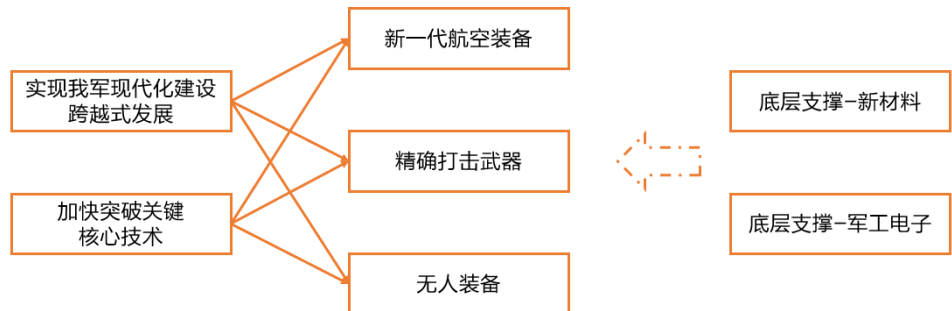 实现我军现代化建设
跨越式发展
加快突破关键
核心技术
新一代航空装备
精确打击武器
无人装备
底层支撑–新材料
底层支撑–军工电子